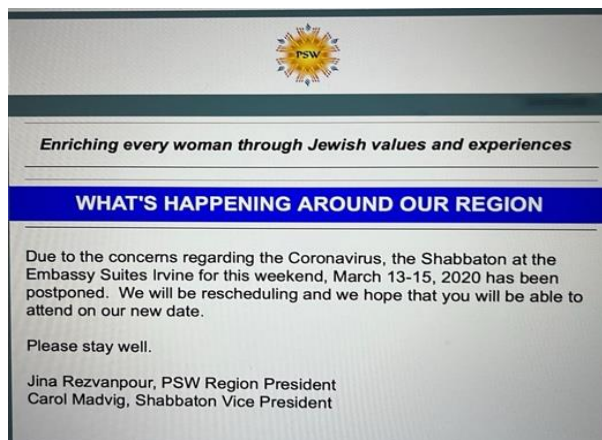 PSW
Enriching every woman through Jewish values and experiences
WHAT'S HAPPENING AROUND OUR REGION
Due to the concerns regarding the Coronavirus, the Shabbaton at the
Embassy Suites Irvine for this weekend, March 13-15, 2020 has been
postponed.  We will be rescheduling and we hope that you will be able to
attend on our new date.
Please stay well.
Jina Rezvanpour, PSW Region President
Carol Madvig, Shabbaton Vice President